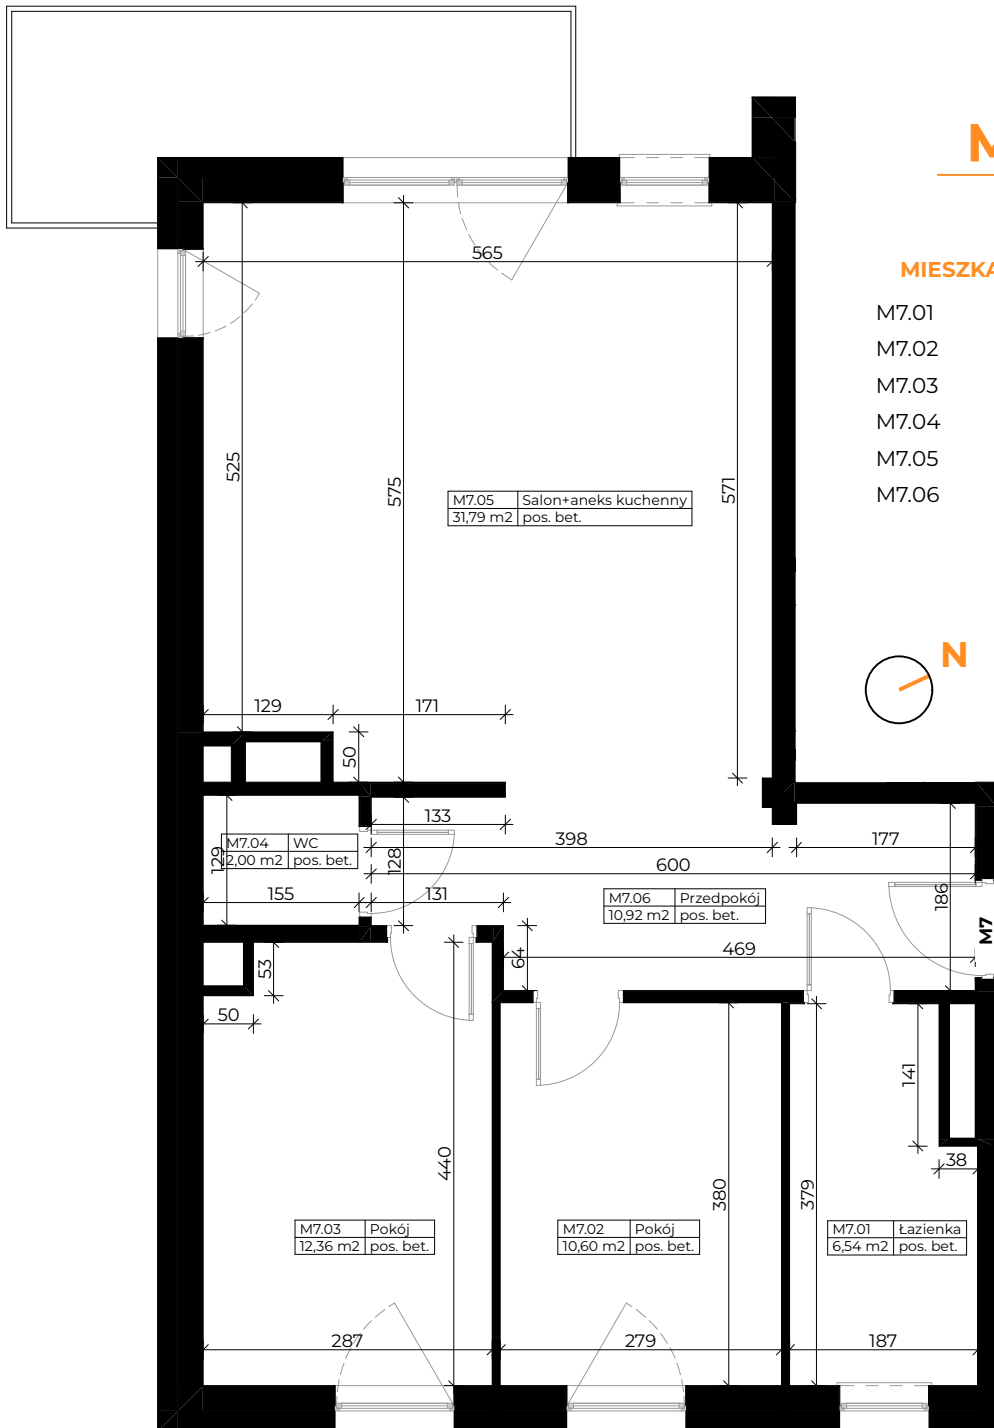 M
MIESZKA
M7.01
M7.02
M7.03
M7.04
M7.05
M7.06
N
565
525
575
571
M7.05 Salon+aneks kuchenny
31,79 m2 pos. bet.
129
171
50
133
398
177
M7.04 WC
2,00 m2 pos. bet.
129
128
600
155
131
M7.06 Przedpokój
10,92 m2 pos. bet.
186
M7
469
64
53
50
141
38
440
380
379
M7.03 Pokój
12,36 m2 pos. bet.
M7.02 Pokój
10,60 m2 pos. bet.
M7.01 Łazienka
6,54 m2 pos. bet.
287
279
187